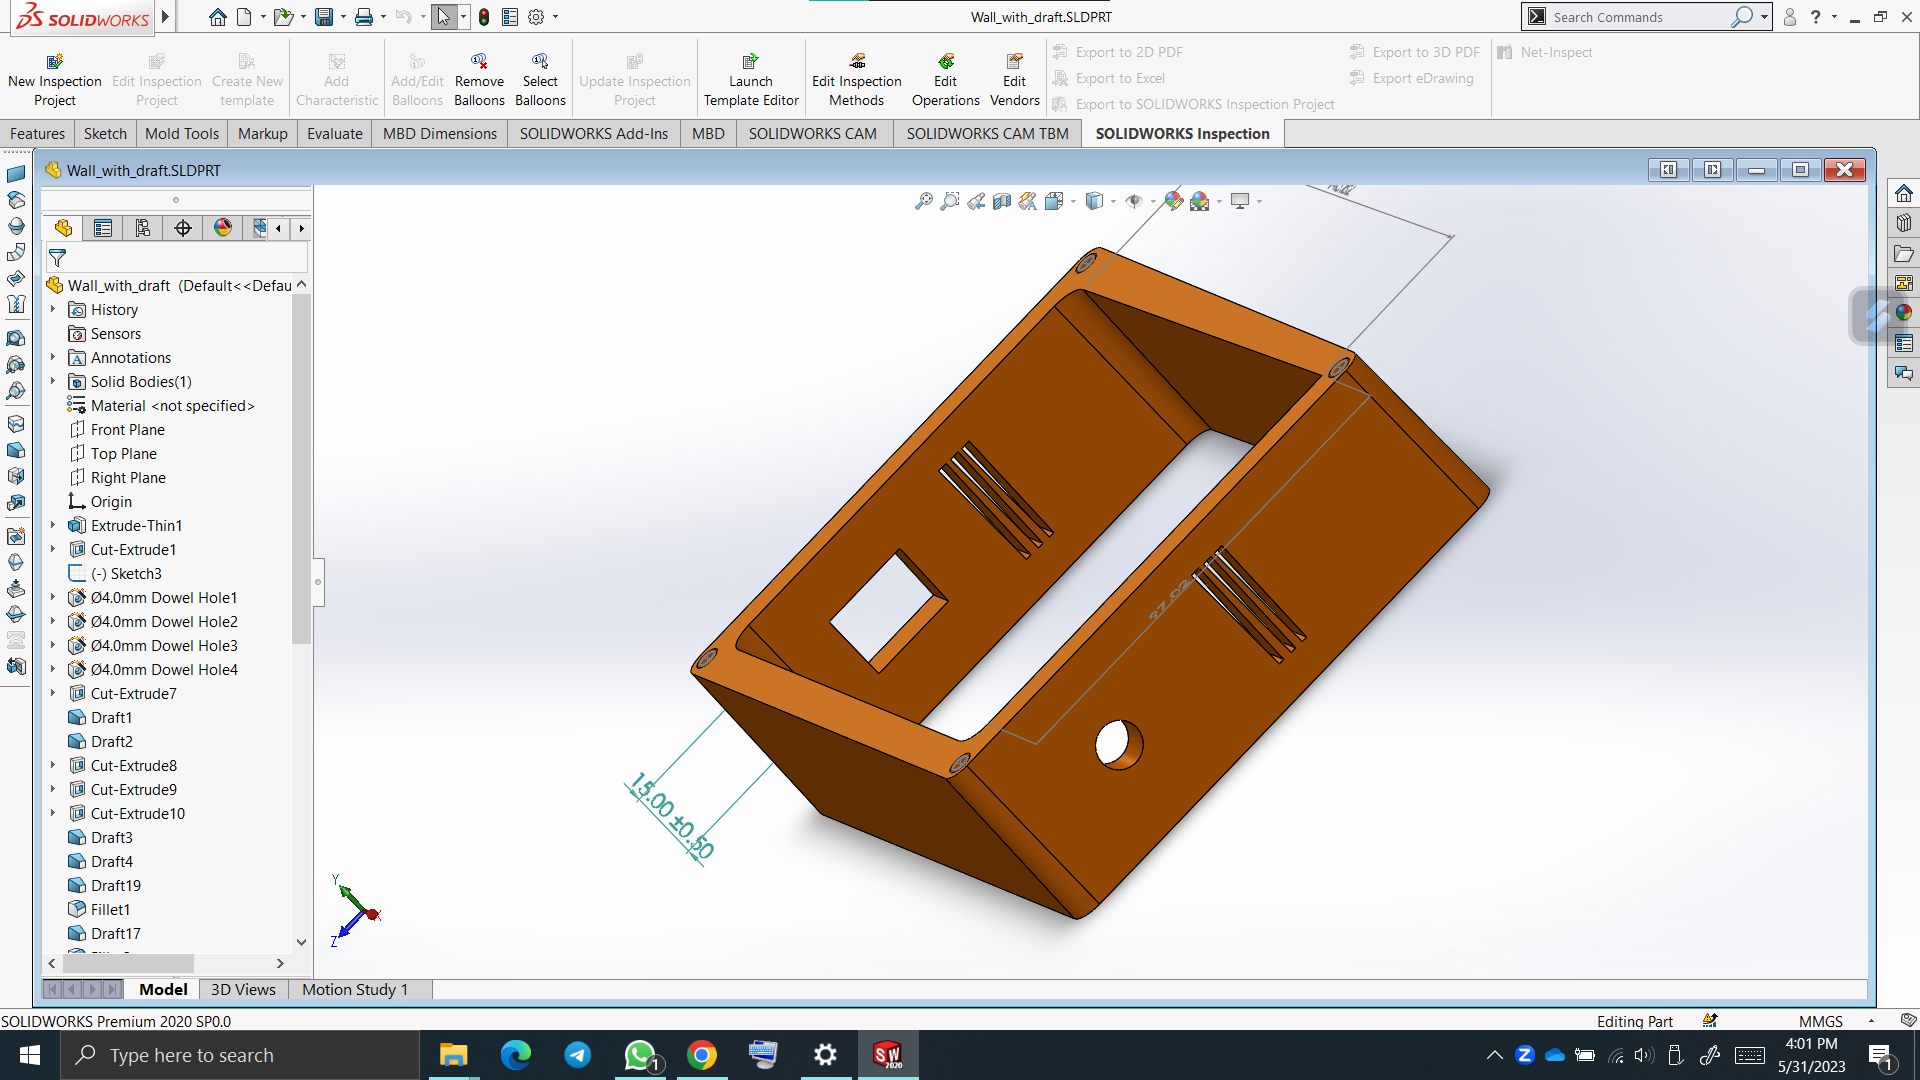 SOLIDWORKS
Wall_with_draft.SLDPRT
Search Commands
?
New Inspection Project
Edit Inspection Project
Create New template
Add Characteristic
Add/Edit Balloons
Remove Balloons
Select Balloons
Update Inspection Project
Launch Template Editor
Edit Inspection Methods
Edit Operations
Edit Vendors
Export to 2D PDF
Export to Excel
Export to SOLIDWORKS Inspection Project
Export to 3D PDF
Export eDrawing
Net-Inspect
Features
Sketch
Mold Tools
Markup
Evaluate
MBD Dimensions
SOLIDWORKS Add-Ins
MBD
SOLIDWORKS CAM
SOLIDWORKS CAM TBM
SOLIDWORKS Inspection
Wall_with_draft.SLDPRT
Wall_with_draft (Default<<Defau
History
Sensors
Annotations
Solid Bodies(1)
Material <not specified>
Front Plane
Top Plane
Right Plane
Origin
Extrude-Thin1
Cut-Extrude1
(-) Sketch3
Ø4.0mm Dowel Hole1
Ø4.0mm Dowel Hole2
Ø4.0mm Dowel Hole3
Ø4.0mm Dowel Hole4
Cut-Extrude7
Draft1
Draft2
Cut-Extrude8
Cut-Extrude9
Cut-Extrude10
Draft3
Draft4
Draft19
Fillet1
Draft17
15.00 ±0.50
Y
X
Z
Model
3D Views
Motion Study 1
SOLIDWORKS Premium 2020 SP0.0
Editing Part
MMGS
Type here to search
1
SW
2020
Z
4:01 PM
5/31/2023
1